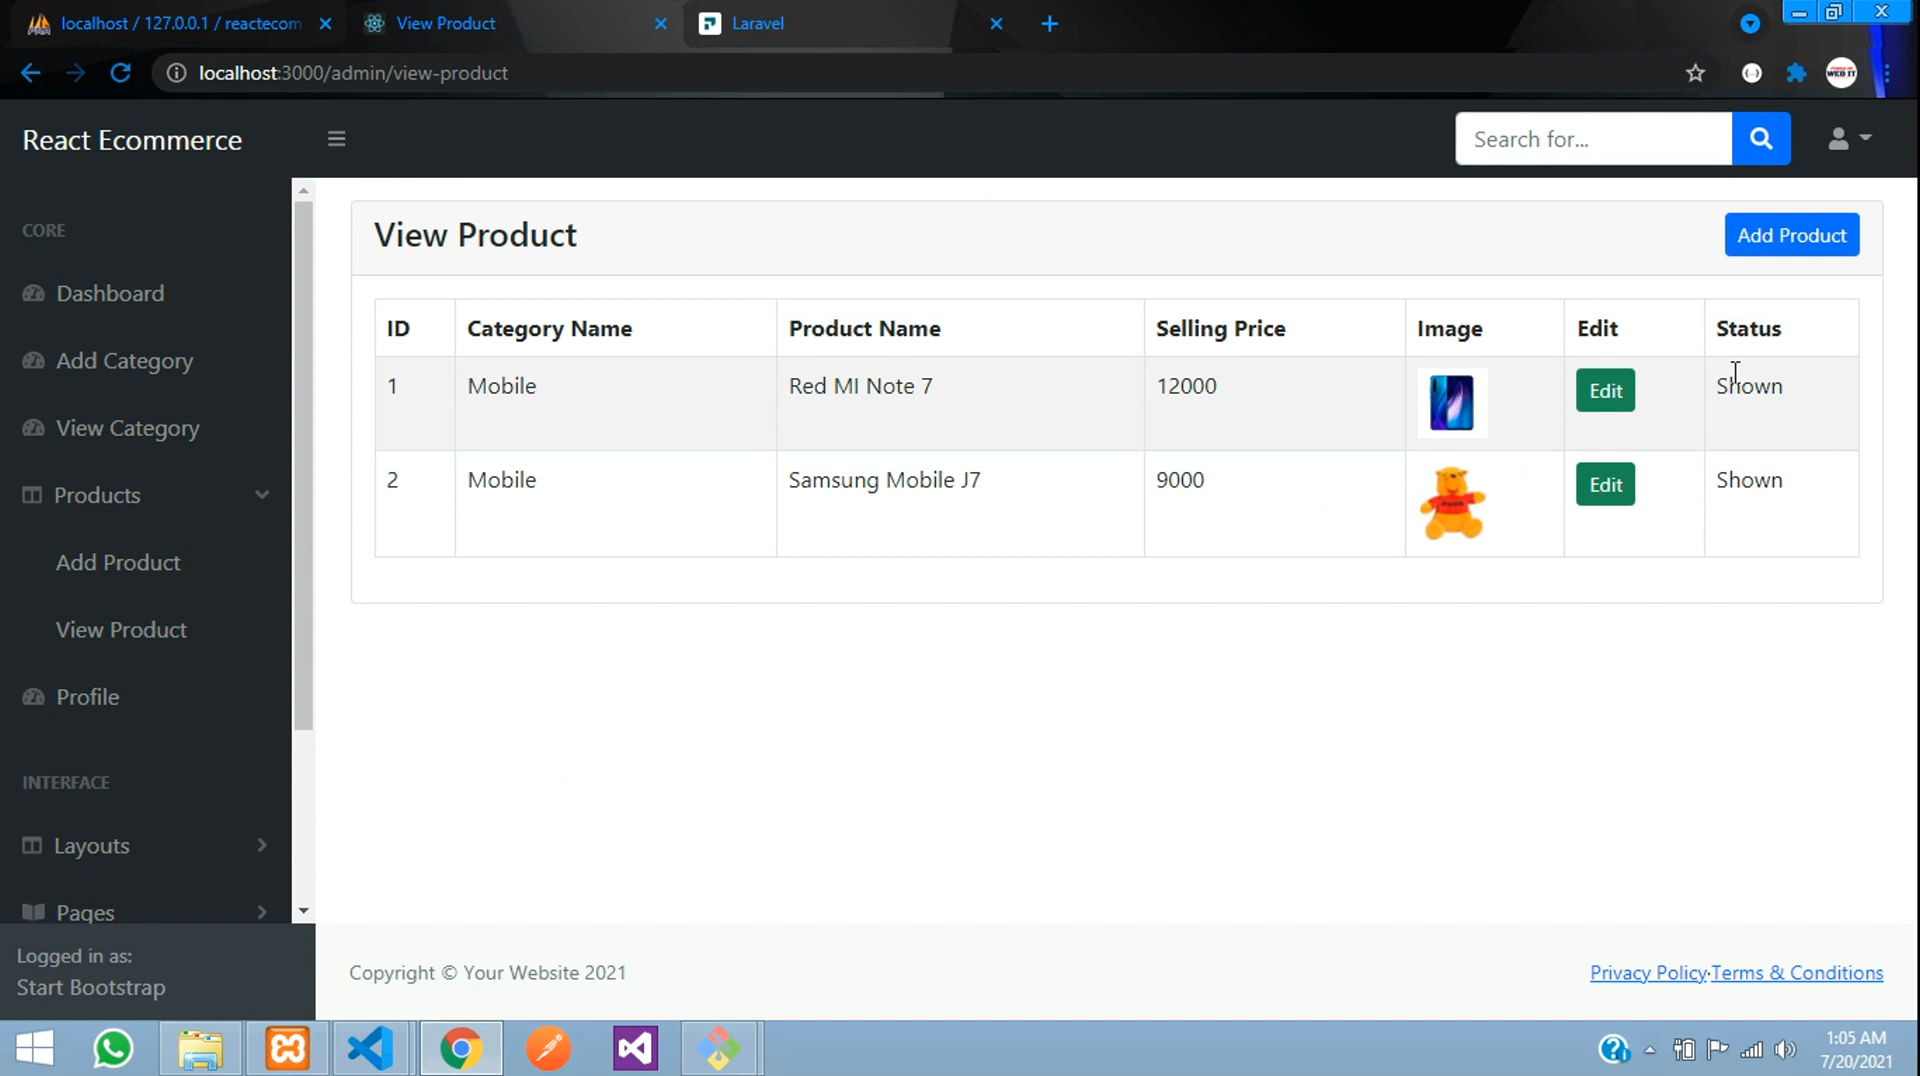 localhost / 127.0.0.1 / reactecom
View Product
Laravel
localhost:3000/admin/view-product
WEB IT
React Ecommerce
Search for...
CORE
Dashboard
Add Category
View Category
Products
Add Product
View Product
Profile
INTERFACE
Layouts
Pages
Logged in as:
Start Bootstrap
View Product
Add Product
ID Category Name Product Name Selling Price Image Edit Status
1 Mobile Red MI Note 7 12000 Edit Shown
2 Mobile Samsung Mobile J7 9000 Edit Shown
Copyright © Your Website 2021
Privacy Policy·Terms & Conditions
1:05 AM
7/20/2021